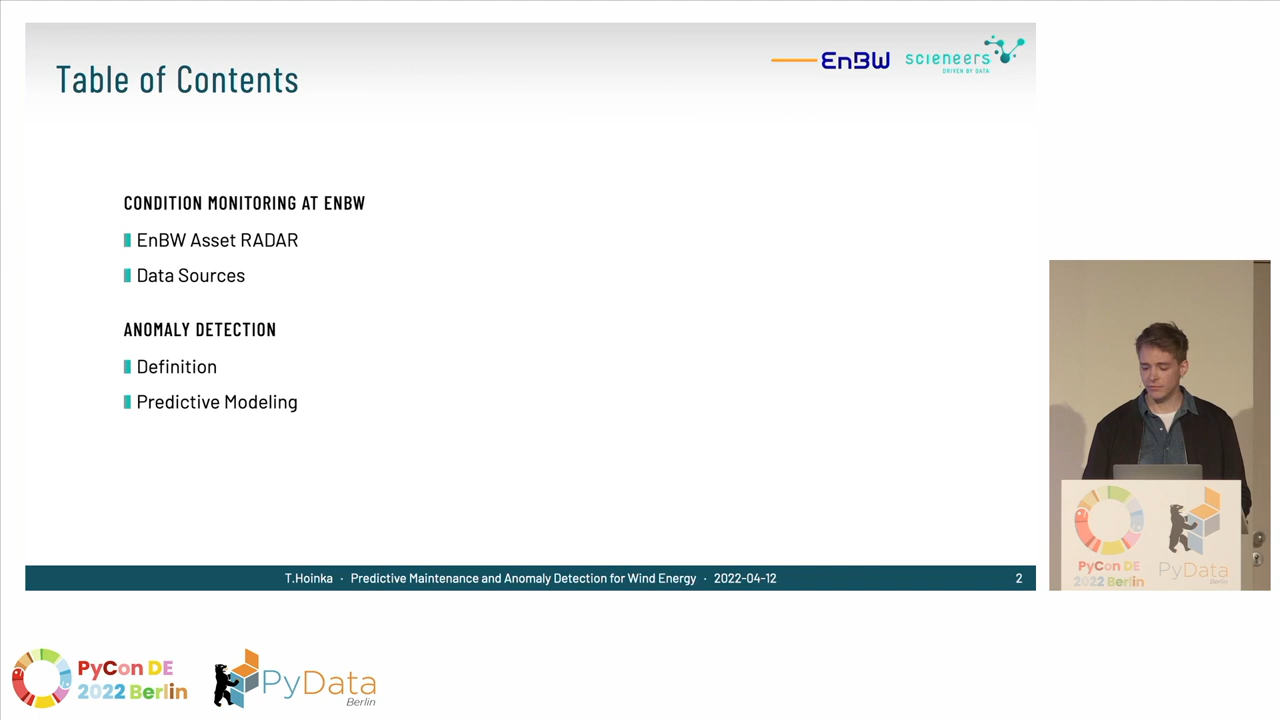 Table of Contents
EnBW
scieneers
DRIVEN BY DATA
CONDITION MONITORING AT ENBW
EnBW Asset RADAR
Data Sources
ANOMALY DETECTION
Definition
Predictive Modeling
T.Hoinka · Predictive Maintenance and Anomaly Detection for Wind Energy · 2022-04-12
2
PyCon DE
2022 Berlin
PyData
Berlin
PyCon DE
2022 Berlin
PyData
Berlin